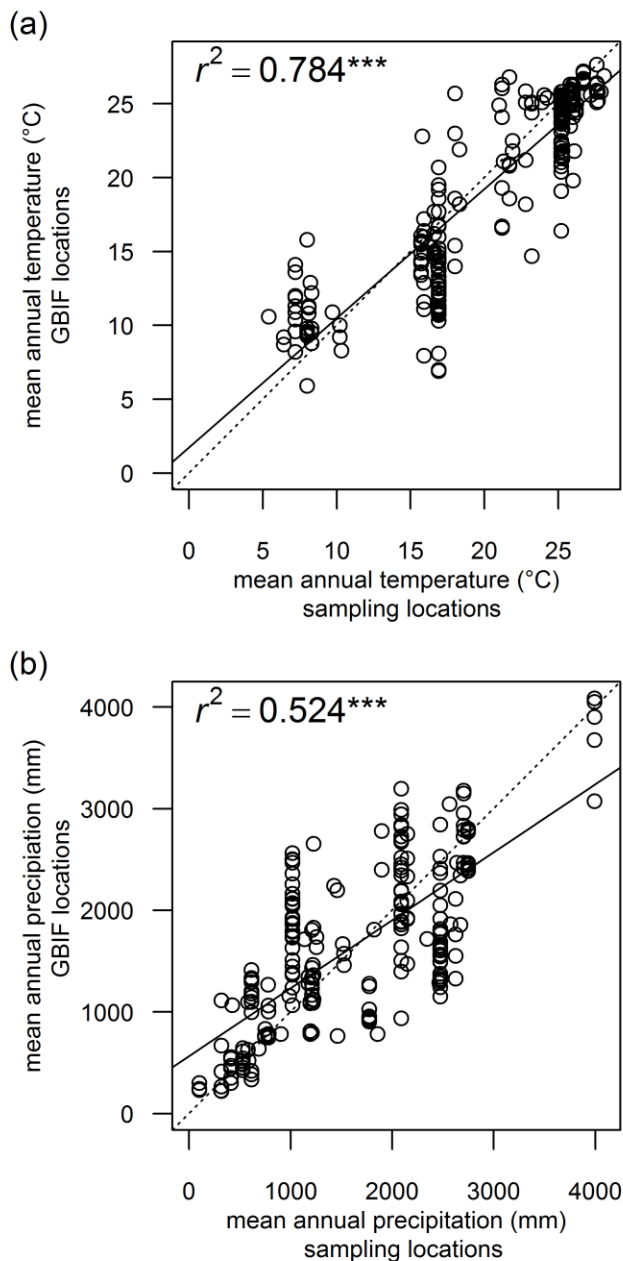 (a)
r² = 0.784***
mean annual temperature (°C)
GBIF locations
25
20
15
10
5
0
0 5 10 15 20 25
mean annual temperature (°C)
sampling locations
(b)
r² = 0.524***
mean annual precipiation (mm)
GBIF locations
4000
3000
2000
1000
0
0 1000 2000 3000 4000
mean annual precipitation (mm)
sampling locations